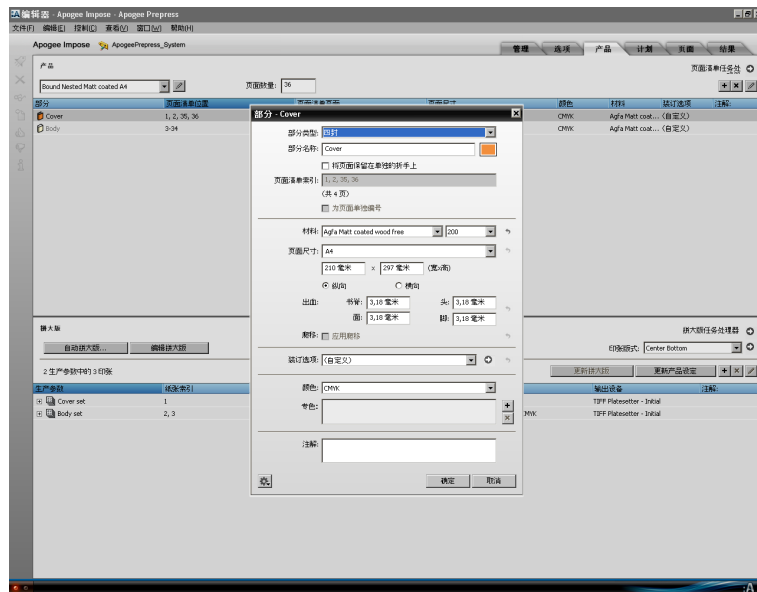 编辑器 - Apogee Impose - Apogee Prepress
文件(F) 编辑(E) 控制(C) 查看(V) 窗口(W) 帮助(H)
Apogee Impose ApogeePrepress_System
管理 选项 产品 计划 页面 结果
产品
页面清单任务处
Bound Nested Matt coated A4 页面数量: 36
部分 页面清单位置 页面清单页面 页面尺寸 颜色 材料 装订选项 注解:
Cover 1, 2, 35, 36 CMYK Agfa Matt coat... (自定义)
Body 3-34 CMYK Agfa Matt coat... (自定义)
部分 - Cover
部分类型: 四封
部分名称: Cover
将页面保留在单独的折手上
页面清单索引: 1, 2, 35, 36
(共 4 页)
为页面单独编号
材料: Agfa Matt coated wood free 200
页面尺寸: A4
210 毫米 x 297 毫米 (宽x高)
纵向 横向
出血: 书脊: 3,18 毫米 头: 3,18 毫米
面: 3,18 毫米 脚: 3,18 毫米
爬移: 应用爬移
装订选项: (自定义)
颜色: CMYK
专色:
注解:
确定 取消
拼大版
拼大版任务处理器
自动拼大版... 编辑拼大版
印张版式: Center Bottom
2 生产参数中的 3 印张
更新拼大版 更新产品设定
生产参数 纸张索引 输出设备 注解:
Cover set 1 TIFF Platesetter - Initial
Body set 2, 3 MYK TIFF Platesetter - Initial
:A